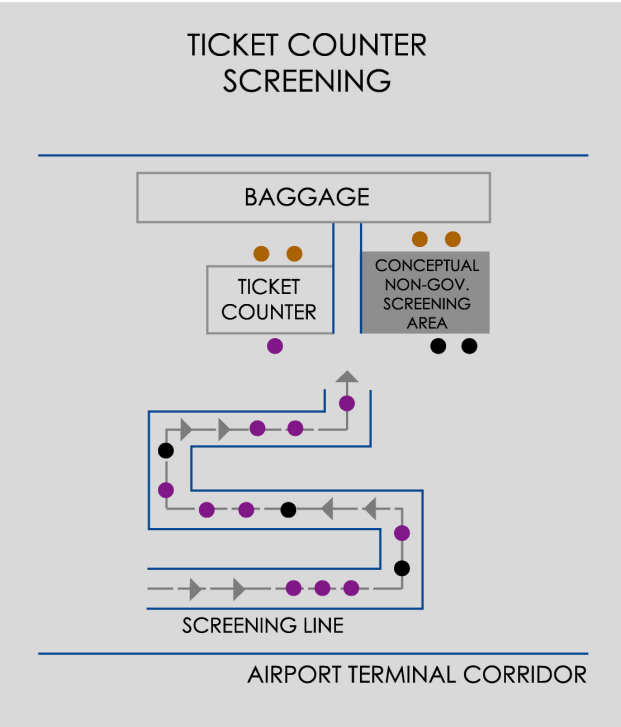 TICKET COUNTER
SCREENING
BAGGAGE
TICKET
COUNTER
CONCEPTUAL
NON-GOV.
SCREENING
AREA
SCREENING LINE
AIRPORT TERMINAL CORRIDOR